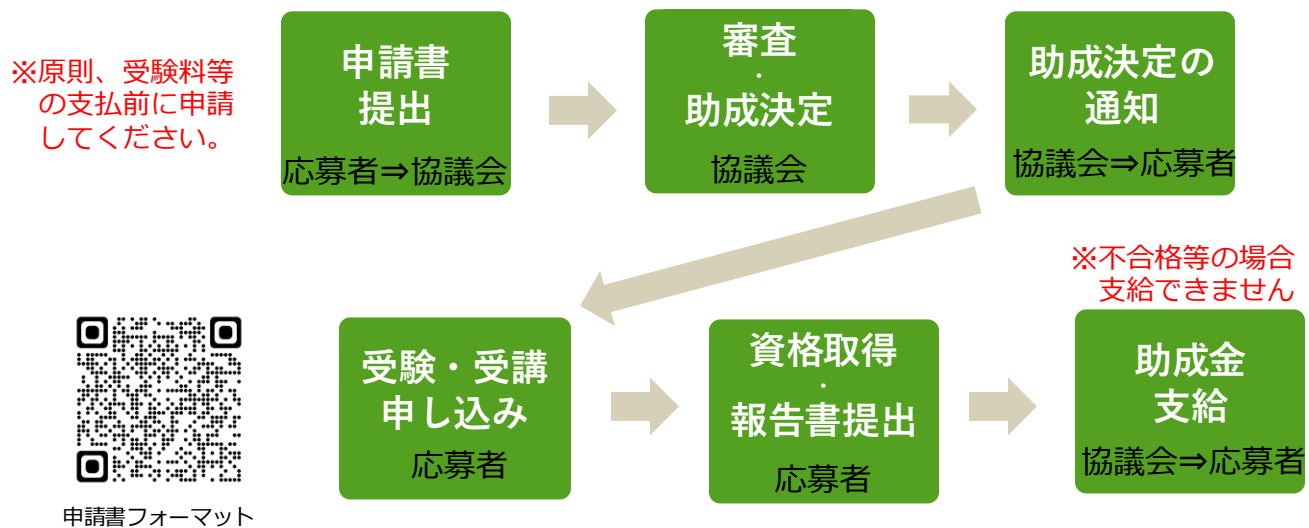 ※原則、受験料等
の支払前に申請
してください。
申請書
提出
応募者⇒協議会
審査
・
助成決定
協議会
助成決定の
通知
協議会⇒応募者
受験・受講
申し込み
応募者
資格取得
・
報告書提出
応募者
※不合格等の場合
支給できません
助成金
支給
協議会⇒応募者
申請書フォーマット